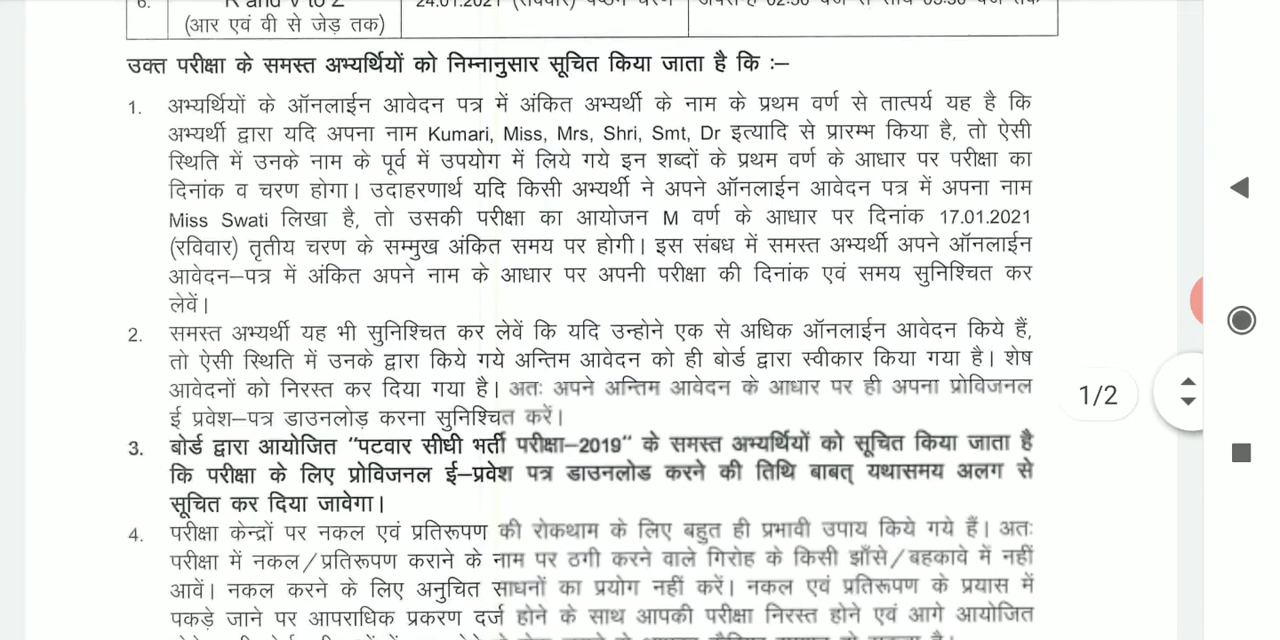 6.
R and V to Z
24.01.2021 (रविवार) षष्ठम चरण
(आर एवं वी से जेड़ तक)
उक्त परीक्षा के समस्त अभ्यर्थियों को निम्नानुसार सूचित किया जाता है कि :–
1. अभ्यर्थियों के ऑनलाईन आवेदन पत्र में अंकित अभ्यर्थी के नाम के प्रथम वर्ण से तात्पर्य यह है कि
अभ्यर्थी द्वारा यदि अपना नाम Kumari, Miss, Mrs, Shri, Smt, Dr इत्यादि से प्रारम्भ किया है, तो ऐसी
स्थिति में उनके नाम के पूर्व में उपयोग में लिये गये इन शब्दों के प्रथम वर्ण के आधार पर परीक्षा का
दिनांक व चरण होगा। उदाहरणार्थ यदि किसी अभ्यर्थी ने अपने ऑनलाईन आवेदन पत्र में अपना नाम
Miss Swati लिखा है, तो उसकी परीक्षा का आयोजन M वर्ण के आधार पर दिनांक 17.01.2021
(रविवार) तृतीय चरण के सम्मुख अंकित समय पर होगी। इस संबध में समस्त अभ्यर्थी अपने ऑनलाईन
आवेदन–पत्र में अंकित अपने नाम के आधार पर अपनी परीक्षा की दिनांक एवं समय सुनिश्चित कर
लेवें।
2. समस्त अभ्यर्थी यह भी सुनिश्चित कर लेवें कि यदि उन्होने एक से अधिक ऑनलाईन आवेदन किये हैं,
तो ऐसी स्थिति में उनके द्वारा किये गये अन्तिम आवेदन को ही बोर्ड द्वारा स्वीकार किया गया है। शेष
आवेदनों को निरस्त कर दिया गया है। अतः अपने अन्तिम आवेदन के आधार पर ही अपना प्रोविजनल
ई प्रवेश–पत्र डाउनलोड़ करना सुनिश्चित करें।
3. बोर्ड द्वारा आयोजित "पटवार सीधी भर्ती परीक्षा–2019" के समस्त अभ्यर्थियों को सूचित किया जाता है
कि परीक्षा के लिए प्रोविजनल ई–प्रवेश पत्र डाउनलोड करने की तिथि बाबत् यथासमय अलग से
सूचित कर दिया जावेगा।
4. परीक्षा केन्द्रों पर नकल एवं प्रतिरूपण की रोकथाम के लिए बहुत ही प्रभावी उपाय किये गये हैं। अतः
परीक्षा में नकल/प्रतिरूपण कराने के नाम पर ठगी करने वाले गिरोह के किसी झाँसे/बहकावे में नहीं
आवें। नकल करने के लिए अनुचित साधनों का प्रयोग नहीं करें। नकल एवं प्रतिरूपण के प्रयास में
पकड़े जाने पर आपराधिक प्रकरण दर्ज होने के साथ आपकी परीक्षा निरस्त होने एवं आगे आयोजित
1/2